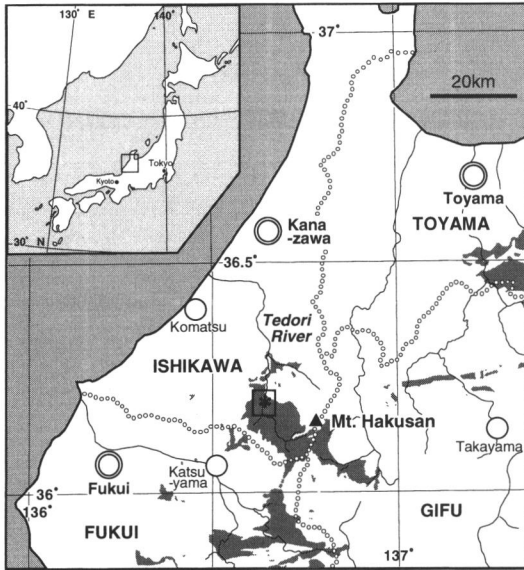 130° E
140°
40°
30° N
Kyoto
Tokyo
37°
20km
Toyama
TOYAMA
Kana
-zawa
36.5°
Komatsu
Tedori
River
ISHIKAWA
*
Mt. Hakusan
Takayama
Katsu
-yama
Fukui
36°
136°
FUKUI
GIFU
137°